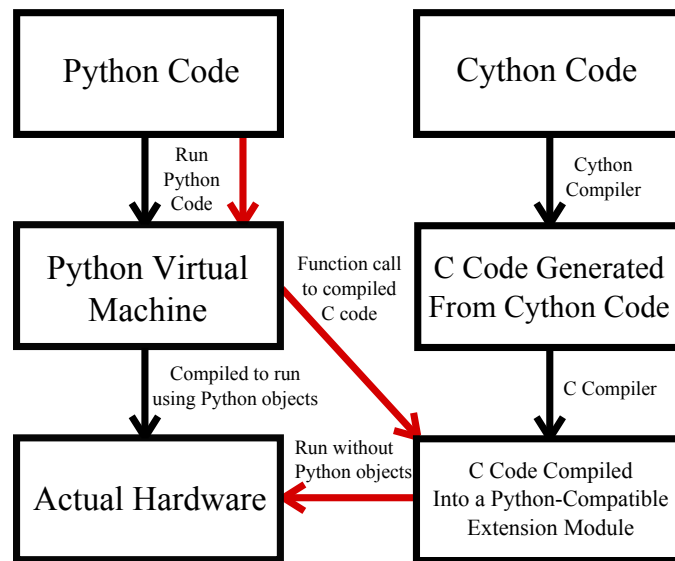 Python Code
Cython Code
Run
Python
Code
Cython
Compiler
Python Virtual
Machine
Function call
to compiled
C code
C Code Generated
From Cython Code
Compiled to run
using Python objects
C Compiler
Actual Hardware
Run without
Python objects
C Code Compiled
Into a Python-Compatible
Extension Module